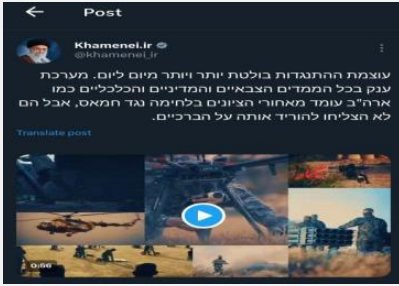 Post
Khamenei.ir
@khamenei_ir
עוצמת ההתנגדות בולטת יותר ויותר מיום ליום. מערכת
ענק בכל הממדים הצבאיים והמדיניים והכלכליים כמו
ארה"ב עומד מאחורי הציונים בלחימה נגד חמאס, אבל הם
לא הצליחו להוריד אותה על הברכיים.
Translate post
0:56